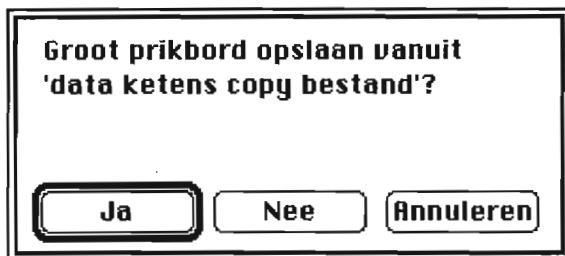 Groot prikbord opslaan vanuit
'data ketens copy bestand'?
Ja
Nee
Annuleren